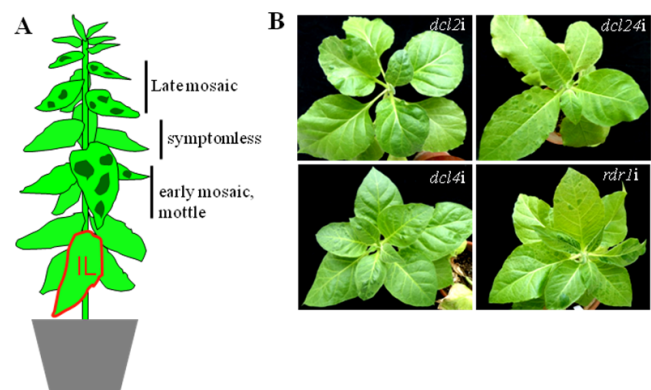 A
Late mosaic
symptomless
early mosaic,
mottle
IL
B
dcl2i
dcl24i
dcl4i
rdr1i